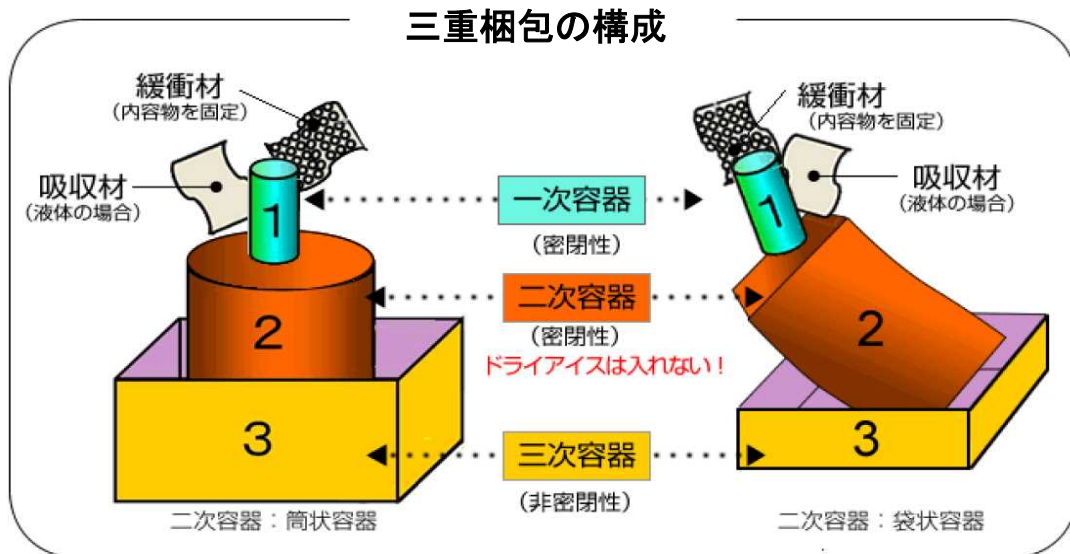 三重梱包の構成
緩衝材
(内容物を固定)
吸収材
(液体の場合)
1
2
3
二次容器：筒状容器
一次容器
(密閉性)
二次容器
(密閉性)
ドライアイスは入れない！
三次容器
(非密閉性)
緩衝材
(内容物を固定)
吸収材
(液体の場合)
1
2
3
二次容器：袋状容器